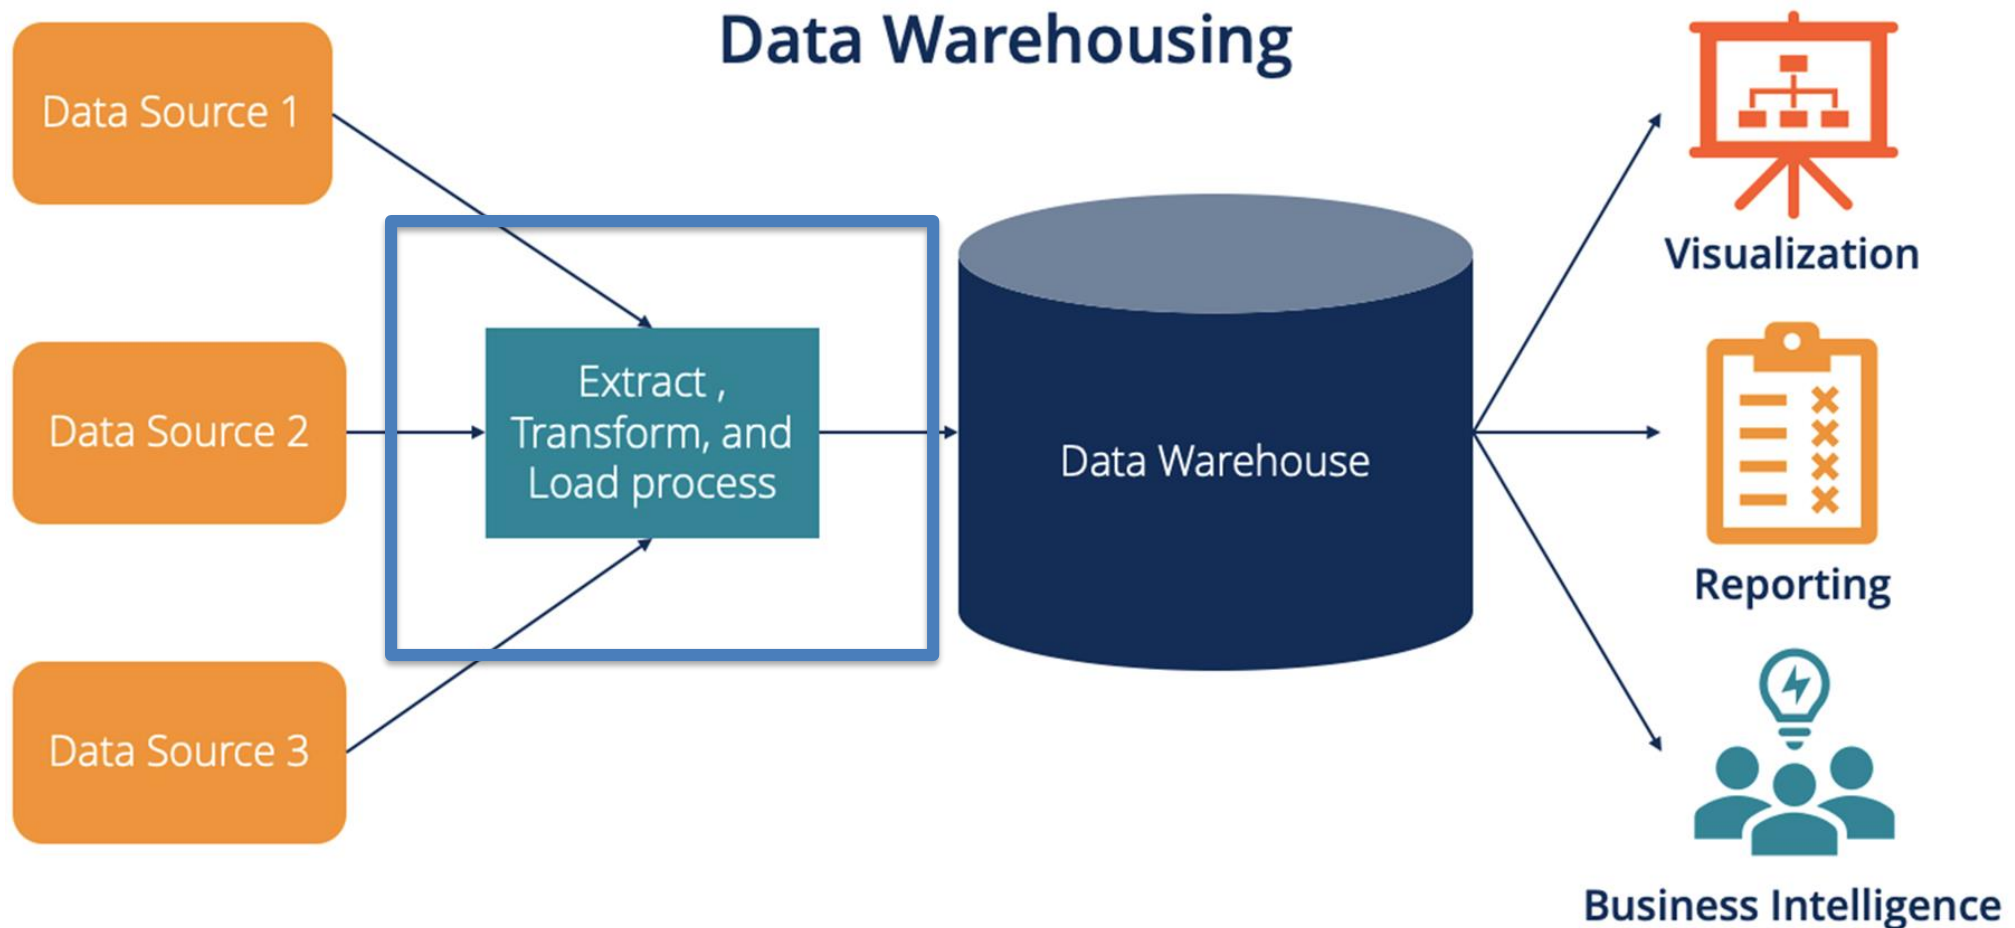 Data Warehousing
Data Source 1
Data Source 2
Data Source 3
Extract ,
Transform, and
Load process
Data Warehouse
Visualization
Reporting
Business Intelligence